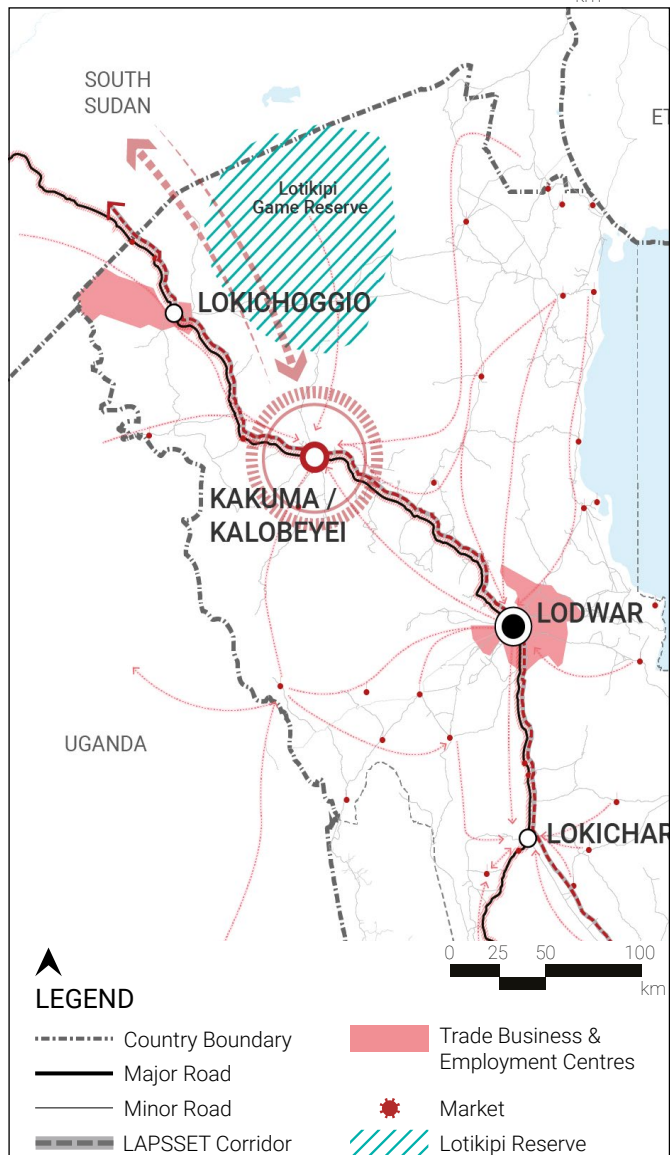 SOUTH
SUDAN
ET
Lotikipi
Game Reserve
LOKICHOGGIO
KAKUMA /
KALOBEYEI
LODWAR
UGANDA
LOKICHAR
0 25 50 100
km
LEGEND
Country Boundary
Major Road
Minor Road
LAPSSET Corridor
Trade Business &
Employment Centres
Market
Lotikipi Reserve